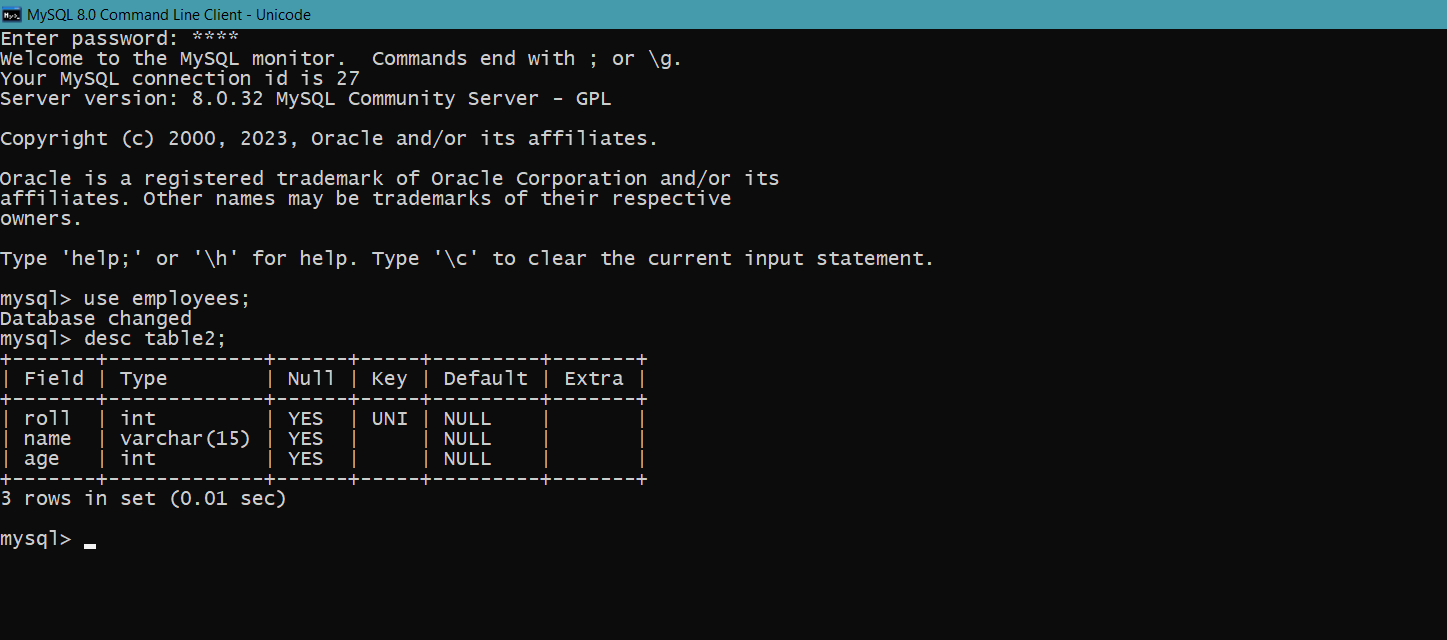 MySQL 8.0 Command Line Client - Unicode
Enter password: ****
Welcome to the MySQL monitor.  Commands end with ; or \g.
Your MySQL connection id is 27
Server version: 8.0.32 MySQL Community Server - GPL

Copyright (c) 2000, 2023, Oracle and/or its affiliates.

Oracle is a registered trademark of Oracle Corporation and/or its
affiliates. Other names may be trademarks of their respective
owners.

Type 'help;' or '\h' for help. Type '\c' to clear the current input statement.

mysql> use employees;
Database changed
mysql> desc table2;
+-------+-------------+------+-----+---------+-------+
| Field | Type        | Null | Key | Default | Extra |
+-------+-------------+------+-----+---------+-------+
| roll  | int         | YES  | UNI | NULL    |       |
| name  | varchar(15) | YES  |     | NULL    |       |
| age   | int         | YES  |     | NULL    |       |
+-------+-------------+------+-----+---------+-------+
3 rows in set (0.01 sec)

mysql> _